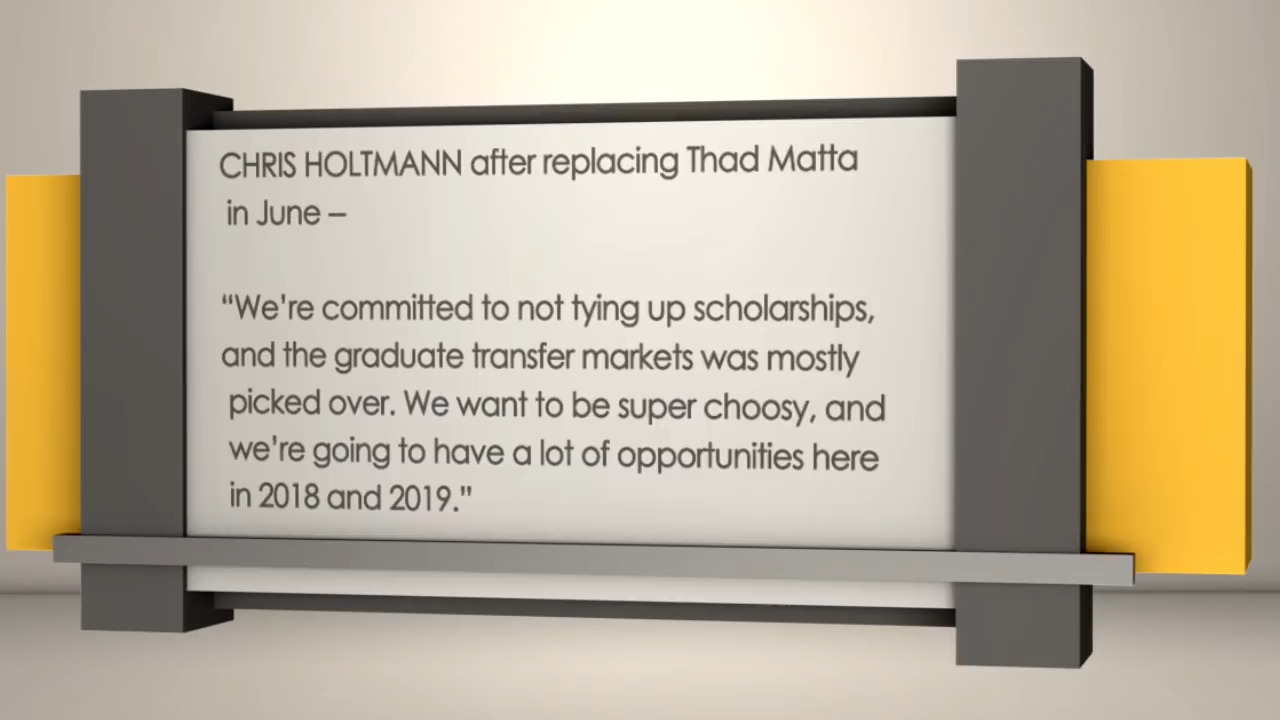 CHRIS HOLTMANN after replacing Thad Matta
in June –
“We’re committed to not tying up scholarships,
and the graduate transfer markets was mostly
picked over. We want to be super choosy, and
we’re going to have a lot of opportunities here
in 2018 and 2019.”